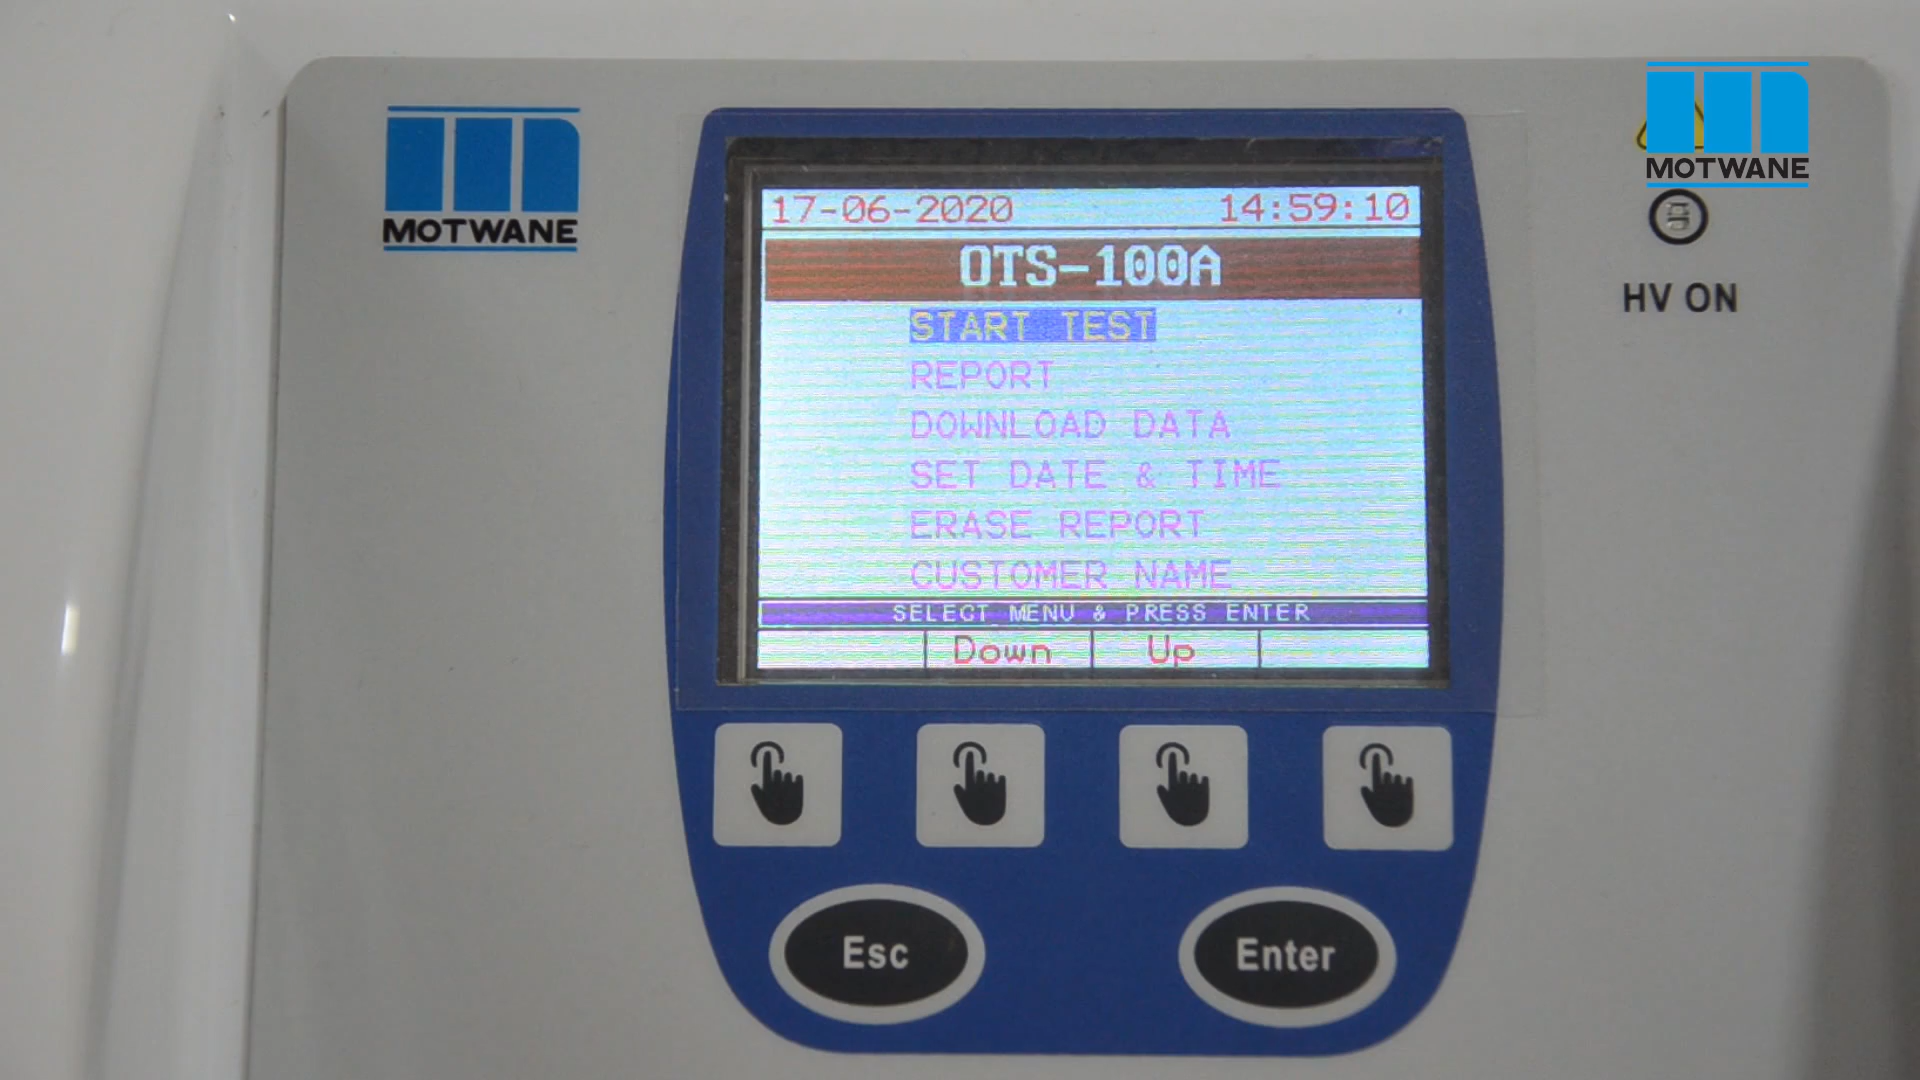 MOTWANE
MOTWANE
17-06-2020 14:59:10
OTS-100A
START TEST
REPORT
DOWNLOAD DATA
SET DATE & TIME
ERASE REPORT
CUSTOMER NAME
SELECT MENU & PRESS ENTER
Down Up
HV ON
Esc Enter